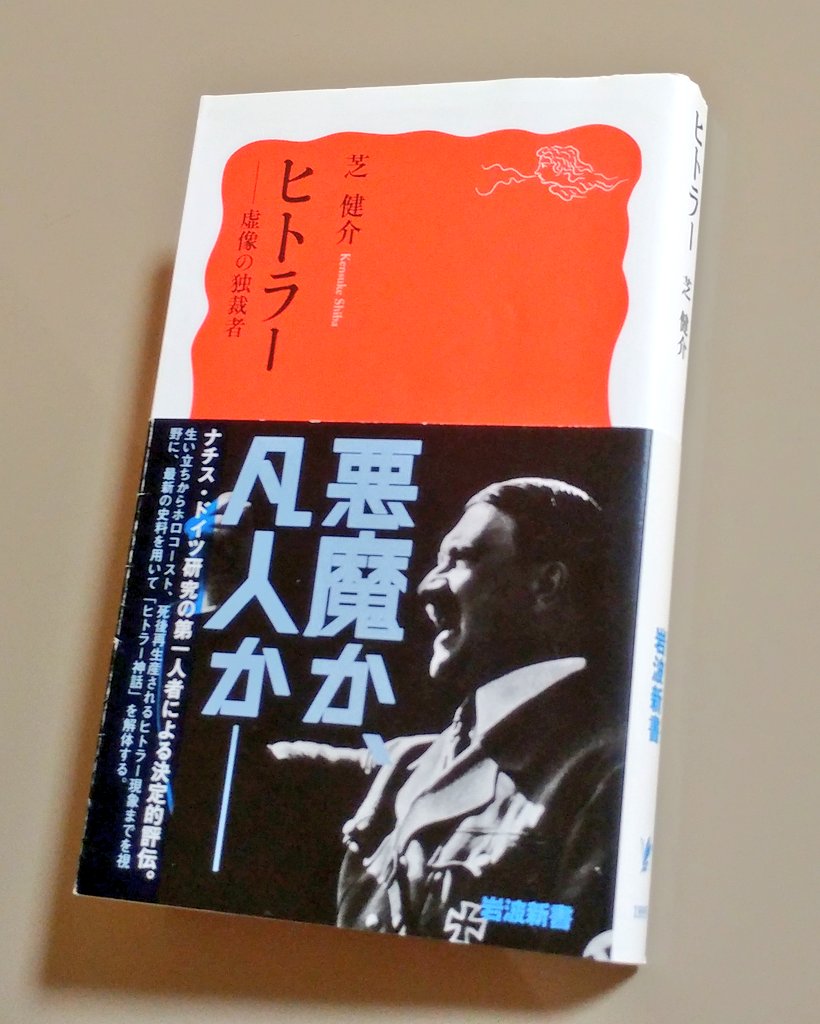 芝 健介
Kensuke Shiba
ヒトラー
──虚像の独裁者
悪魔か、
凡人か──
ナチス・ドイツ研究の第一人者による決定的評伝。
生い立ちからホロコースト、死後再生産されるヒトラー現象までを視
野に、最新の史料を用いて「ヒトラー神話」を解体する。
岩波新書
ヒトラー 芝 健介
岩波新書